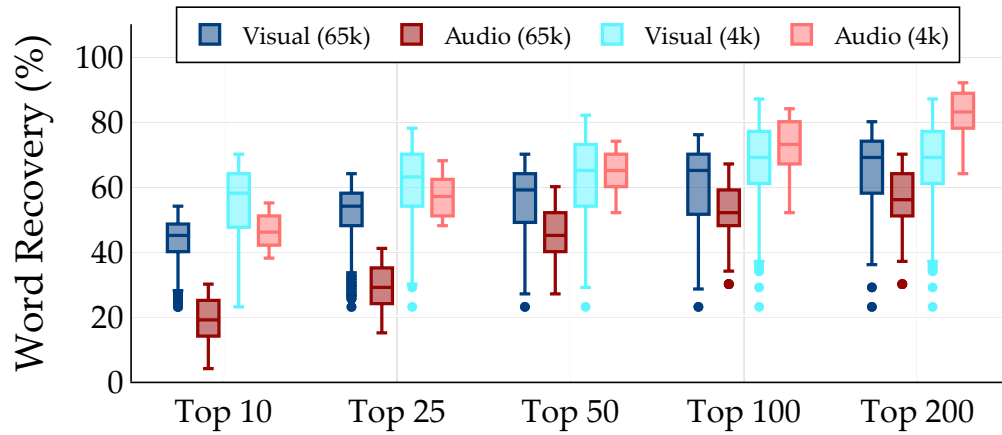 Visual (65k) Audio (65k) Visual (4k) Audio (4k)
Word Recovery (%)
100
80
60
40
20
0
Top 10 Top 25 Top 50 Top 100 Top 200